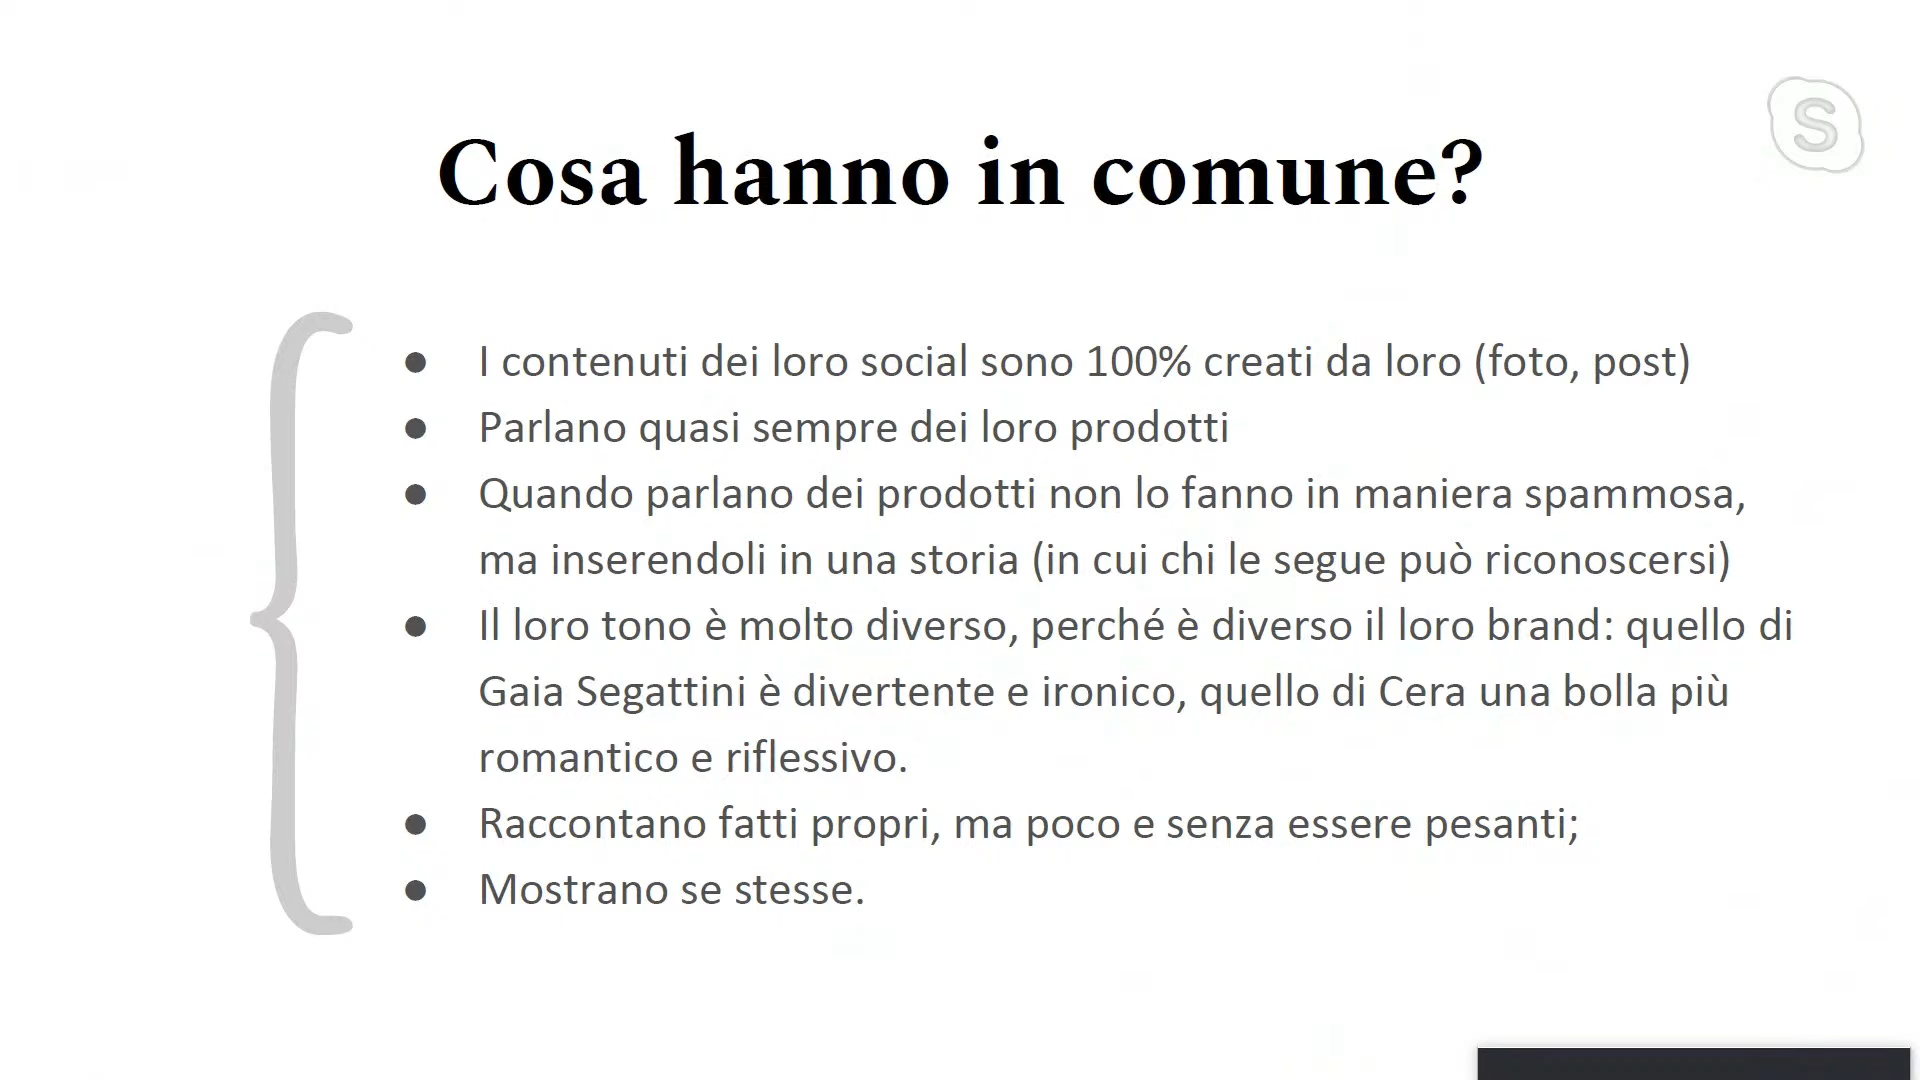 Cosa hanno in comune?
S
● I contenuti dei loro social sono 100% creati da loro (foto, post)
● Parlano quasi sempre dei loro prodotti
● Quando parlano dei prodotti non lo fanno in maniera spammosa,
ma inserendoli in una storia (in cui chi le segue può riconoscersi)
● Il loro tono è molto diverso, perché è diverso il loro brand: quello di
Gaia Segattini è divertente e ironico, quello di Cera una bolla più
romantico e riflessivo.
● Raccontano fatti propri, ma poco e senza essere pesanti;
● Mostrano se stesse.